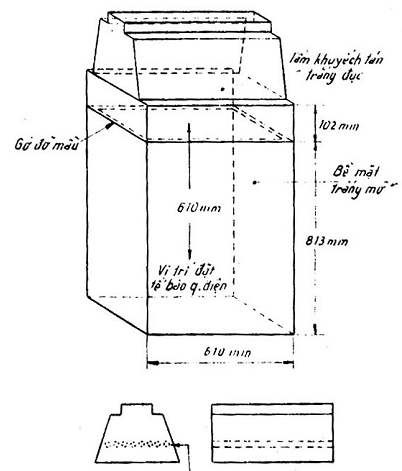 Tấm khuyếch tán
trắng đục
102 mm
Gờ đỡ mẫu
Bề mặt
trắng mờ
610 mm
813 mm
Vị trí đặt
tế bào q.điện
610 mm